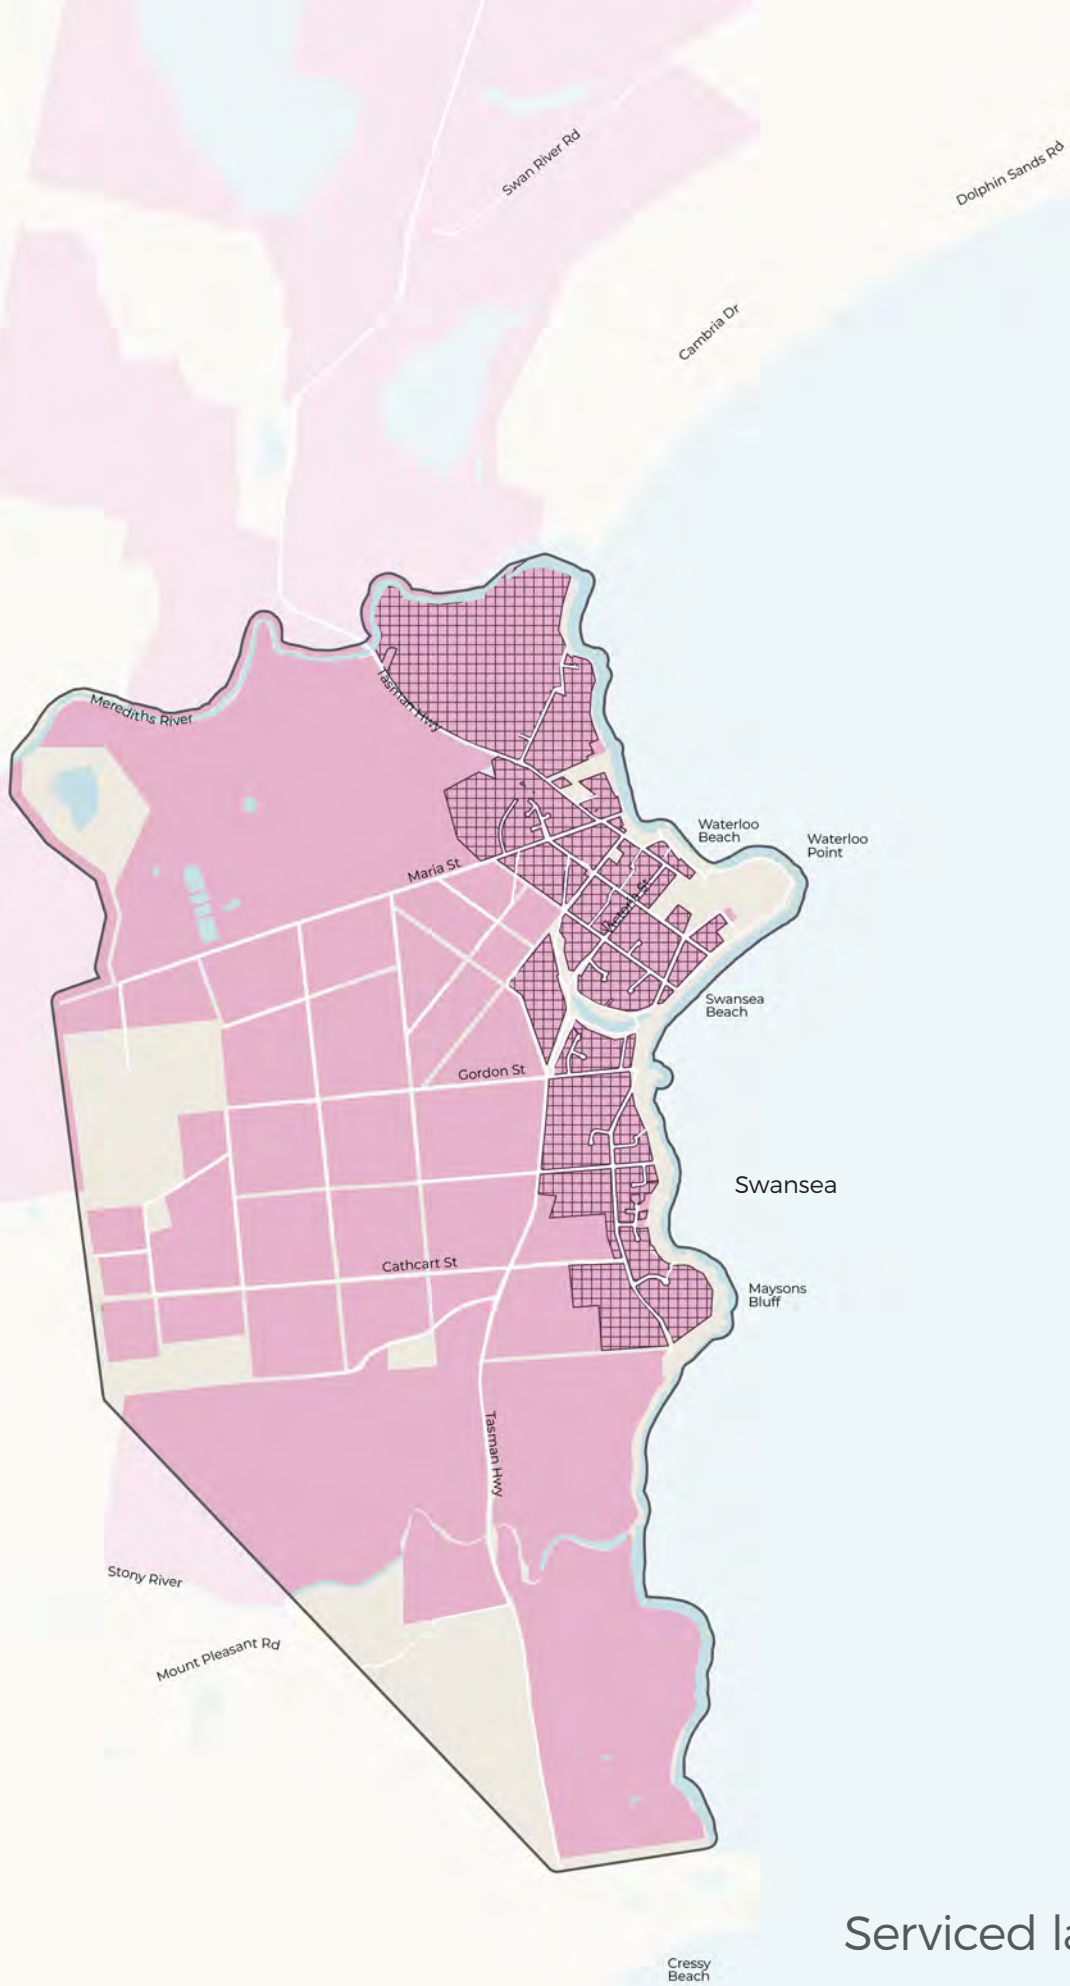 Swan River Rd
Dolphin Sands Rd
Cambria Dr
Tasman Hwy
Merediths River
Waterloo
Beach
Waterloo
Point
Maria St
Victoria St
Swansea
Beach
Gordon St
Swansea
Cathcart St
Maysons
Bluff
Tasman Hwy
Stony River
Mount Pleasant Rd
Serviced la
Cressy
Beach